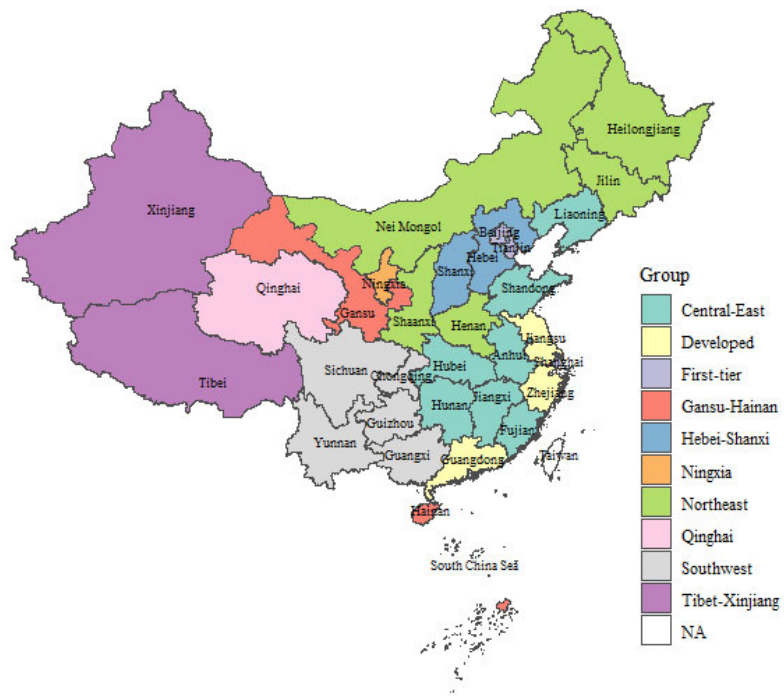 Heilongjiang
Jilin
Xinjiang
Liaoning
Nei Mongol
Beijing
TianJin
Hebei
Shanxi
Ningxia
Shandong
Qinghai
Gansu
Shaanxi
Henan
Jiangsu
Anhui
Shanghai
Sichuan
Hubei
Chongqing
Tibei
Zhejiang
Hunan
Jiangxi
Guizhou
Fujian
Yunnan
Guangxi
Guangdong
Taiwan
Hainan
South China Sea
Group
Central-East
Developed
First-tier
Gansu-Hainan
Hebei-Shanxi
Ningxia
Northeast
Qinghai
Southwest
Tibet-Xinjiang
NA